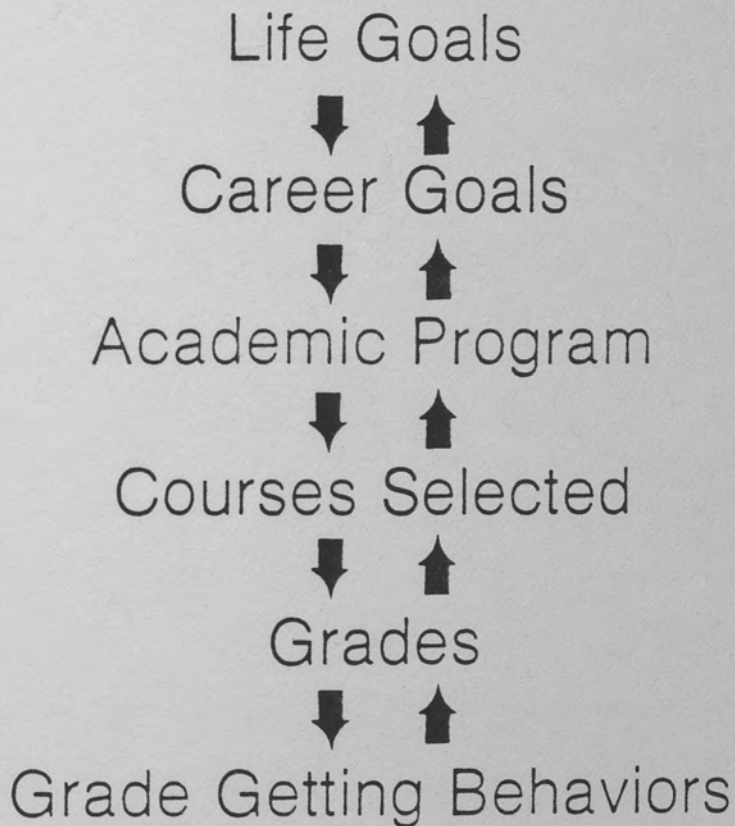 Life Goals
Career Goals
Academic Program
Courses Selected
Grades
Grade Getting Behaviors